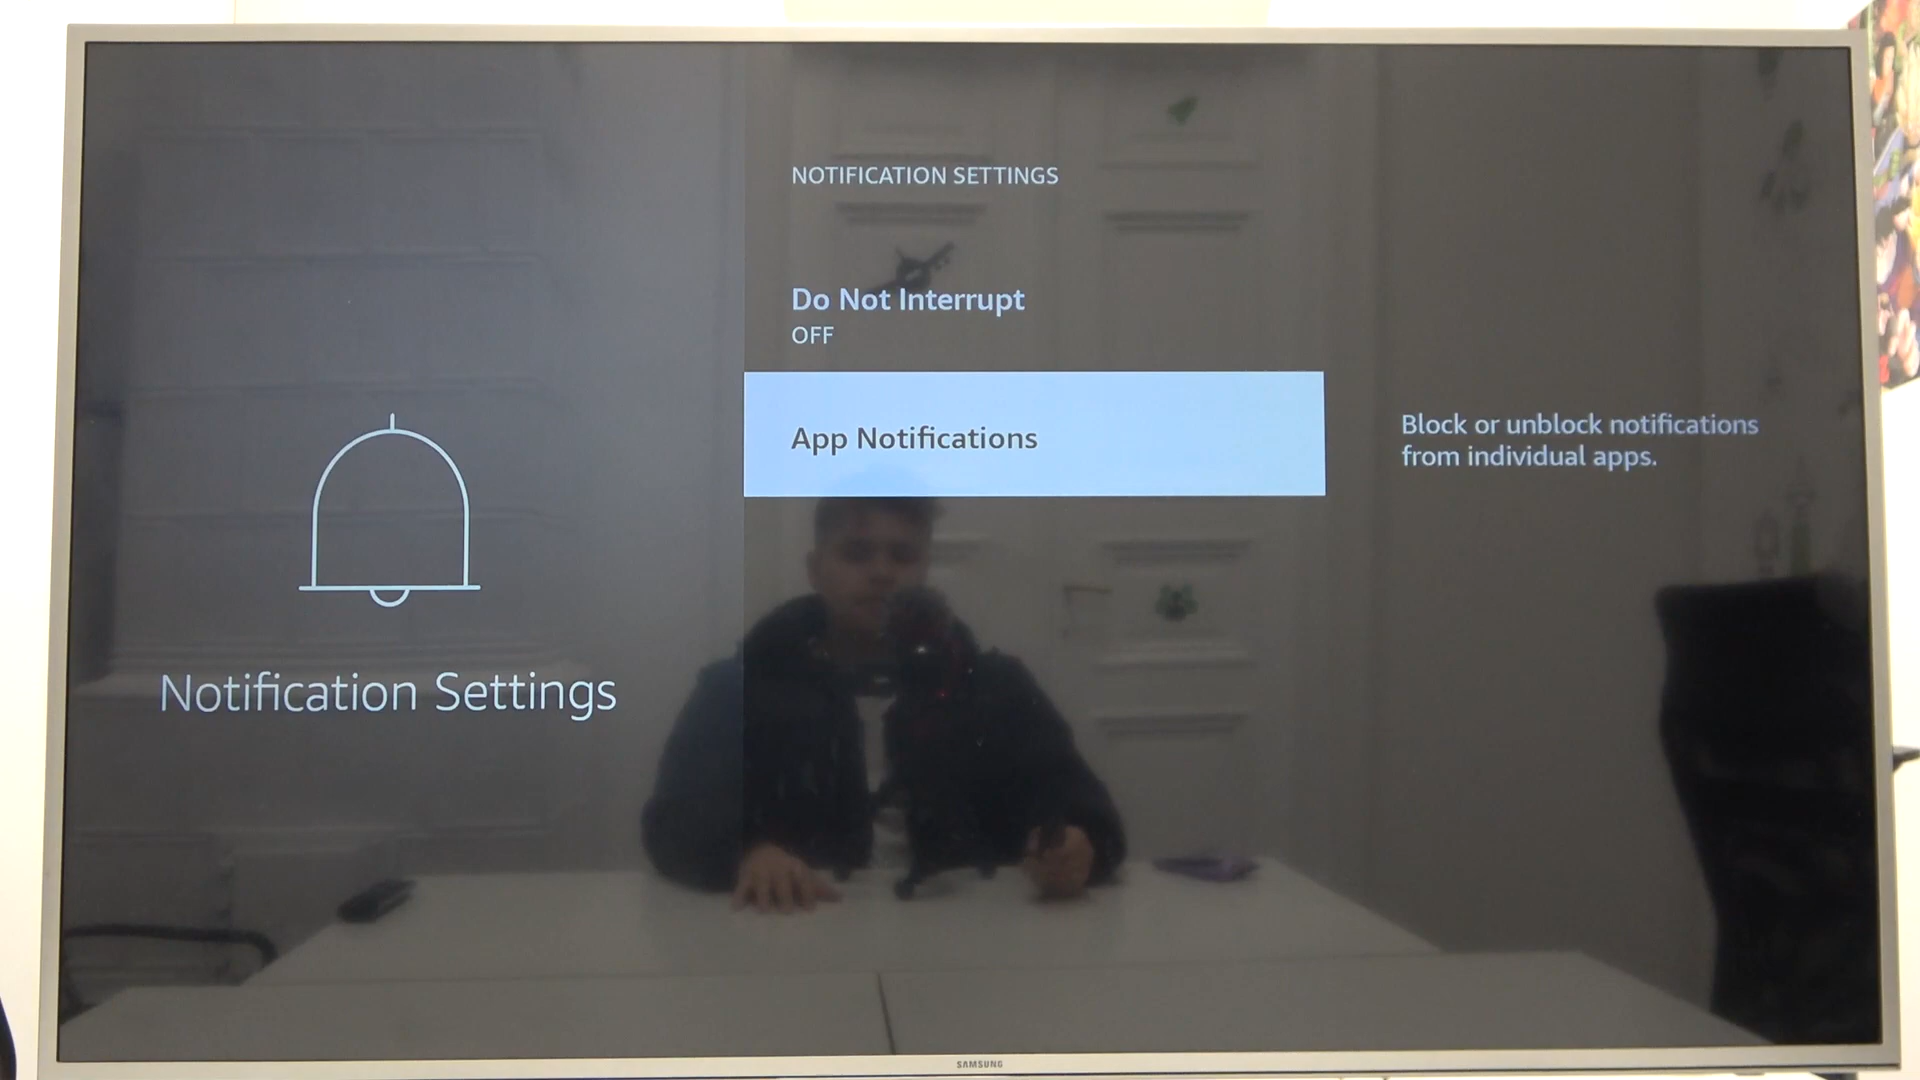 NOTIFICATION SETTINGS
Do Not Interrupt
OFF
App Notifications
Block or unblock notifications
from individual apps.
Notification Settings
SAMSUNG